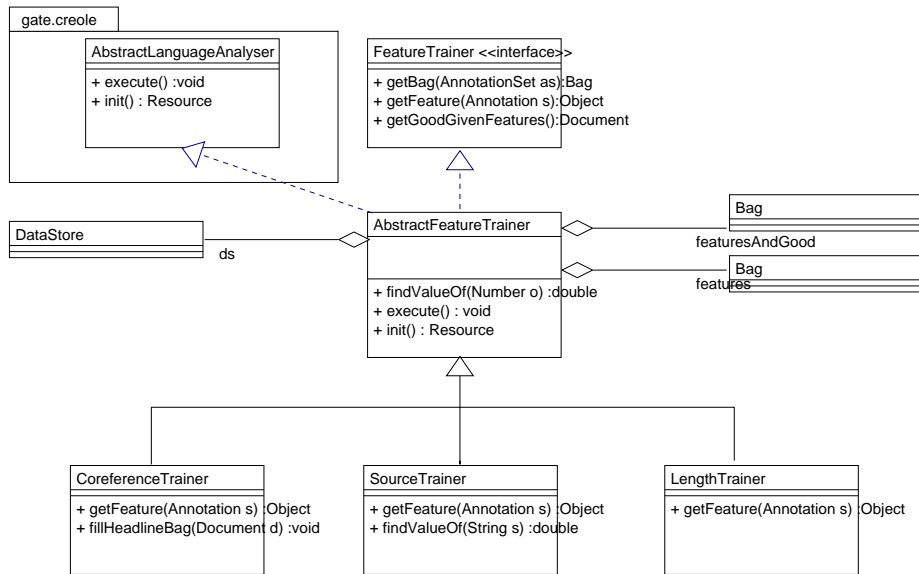 gate.creole
AbstractLanguageAnalyser
+ execute() :void
+ init() : Resource
FeatureTrainer <<interface>>
+ getBag(AnnotationSet as):Bag
+ getFeature(Annotation s):Object
+ getGoodGivenFeatures():Document
DataStore
ds
AbstractFeatureTrainer
+ findValueOf(Number o) :double
+ execute() : void
+ init() : Resource
Bag
featuresAndGood
Bag
features
CoreferenceTrainer
+ getFeature(Annotation s) :Object
+ fillHeadlineBag(Document d) :void
SourceTrainer
+ getFeature(Annotation s) :Object
+ findValueOf(String s) :double
LengthTrainer
+ getFeature(Annotation s) :Object